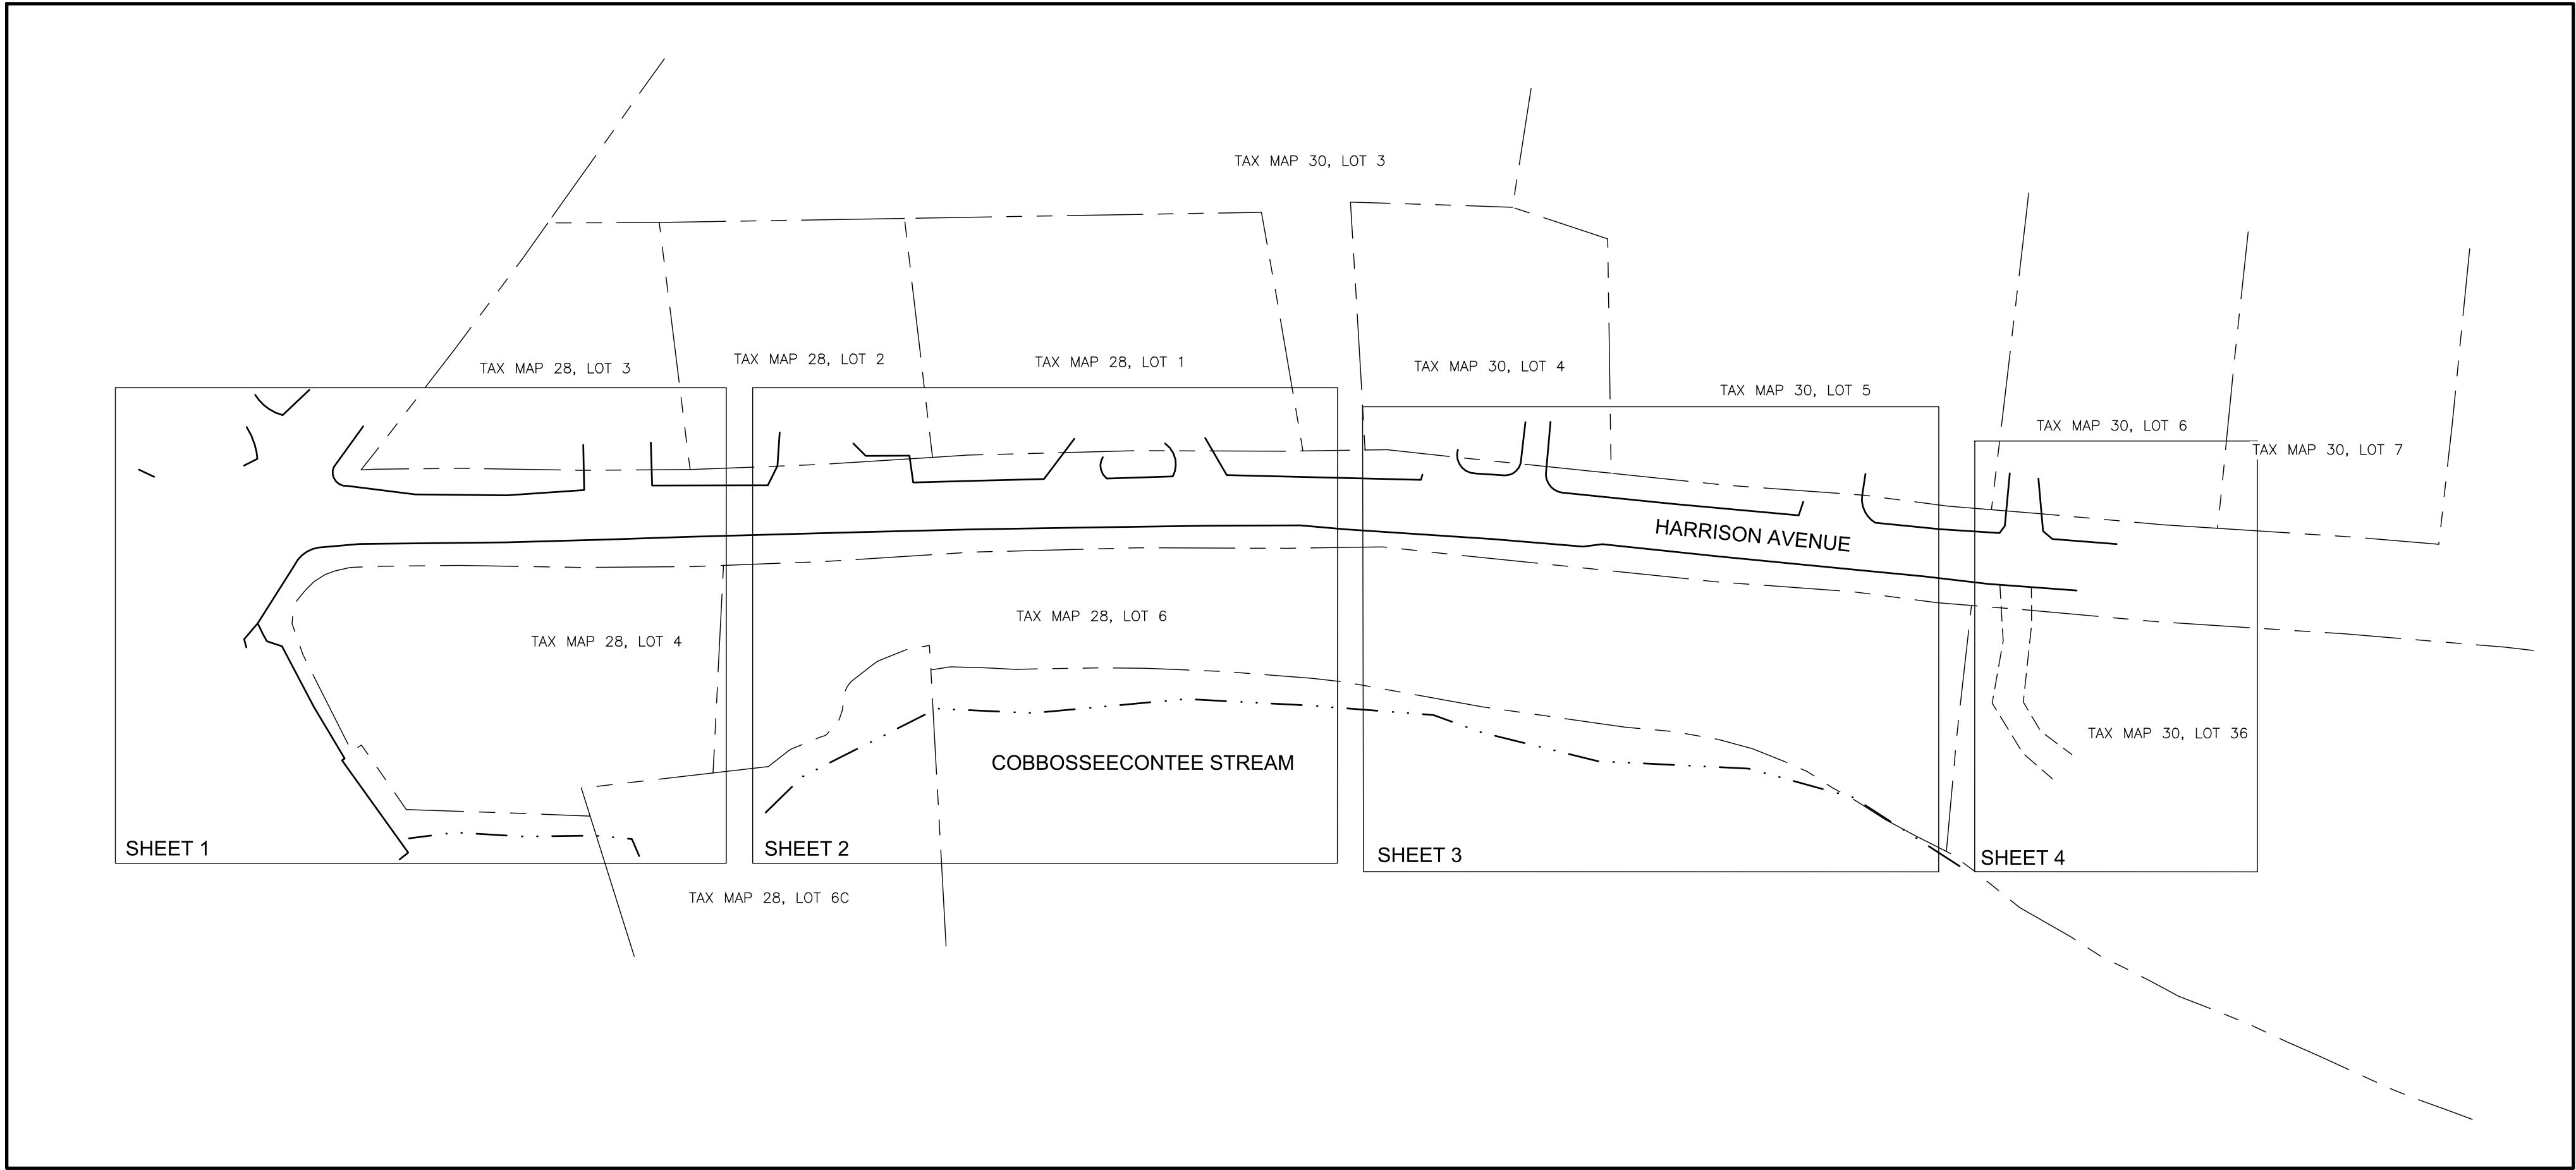 TAX MAP 30, LOT 3
TAX MAP 28, LOT 3
TAX MAP 28, LOT 2
TAX MAP 28, LOT 1
TAX MAP 30, LOT 4
TAX MAP 30, LOT 5
TAX MAP 30, LOT 6
TAX MAP 30, LOT 7
HARRISON AVENUE
TAX MAP 28, LOT 4
TAX MAP 28, LOT 6
TAX MAP 30, LOT 36
COBBOSSEECONTEE STREAM
SHEET 1
SHEET 2
SHEET 3
SHEET 4
TAX MAP 28, LOT 6C